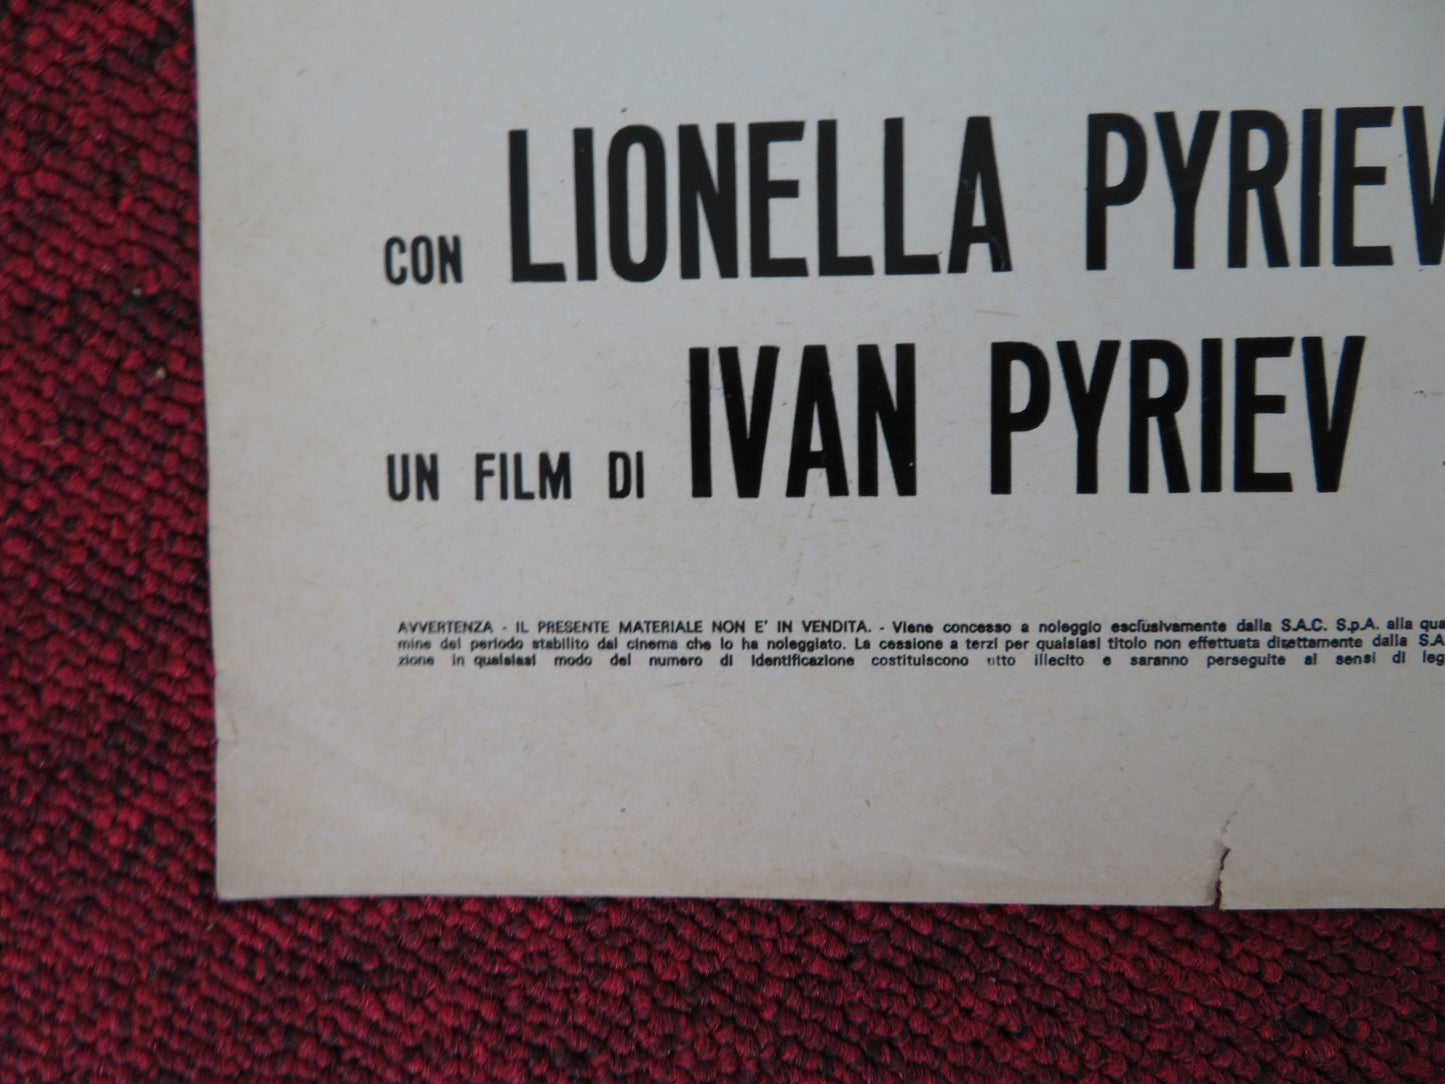 CON LIONELLA PYRIEV
UN FILM DI IVAN PYRIEV
AVVERTENZA - IL PRESENTE MATERIALE NON E' IN VENDITA. - Viene concesso a noleggio esclusivamente dalla S.A.C. S.p.A. alla qua
mine del periodo stabilito dal cinema che lo ha noleggiato. La cessione a terzi per qualsiasi titolo non effettuata direttamente dalla S.A.
zione in qualsiasi modo del numero di identificazione costituiscono utto illecito e saranno perseguite ai sensi di leg